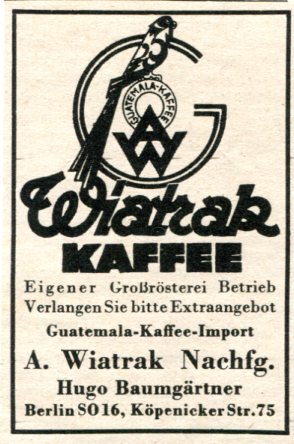 GUATEMALA-KAFFEE
G
AW
Wiatrak
KAFFEE
Eigener Großrösterei Betrieb
Verlangen Sie bitte Extraangebot
Guatemala-Kaffee-Import
A. Wiatrak Nachfg.
Hugo Baumgärtner
Berlin SO 16, Köpenicker Str. 75